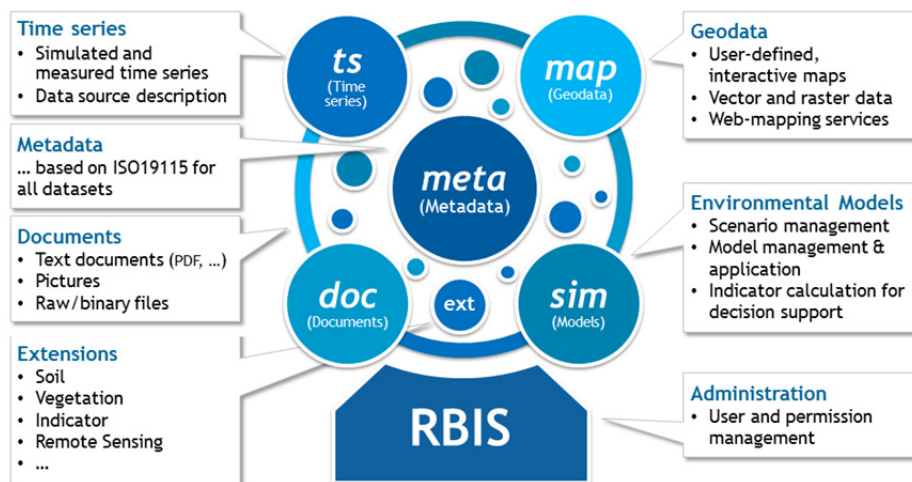 Time series
• Simulated and
measured time series
• Data source description
Metadata
... based on ISO19115 for
all datasets
Documents
• Text documents (PDF, ...)
• Pictures
• Raw/binary files
Extensions
• Soil
• Vegetation
• Indicator
• Remote Sensing
• ...
ts
(Time
series)
map
(Geodata)
meta
(Metadata)
doc
(Documents)
ext
sim
(Models)
RBIS
Geodata
• User-defined,
interactive maps
• Vector and raster data
• Web-mapping services
Environmental Models
• Scenario management
• Model management &
application
• Indicator calculation for
decision support
Administration
• User and permission
management